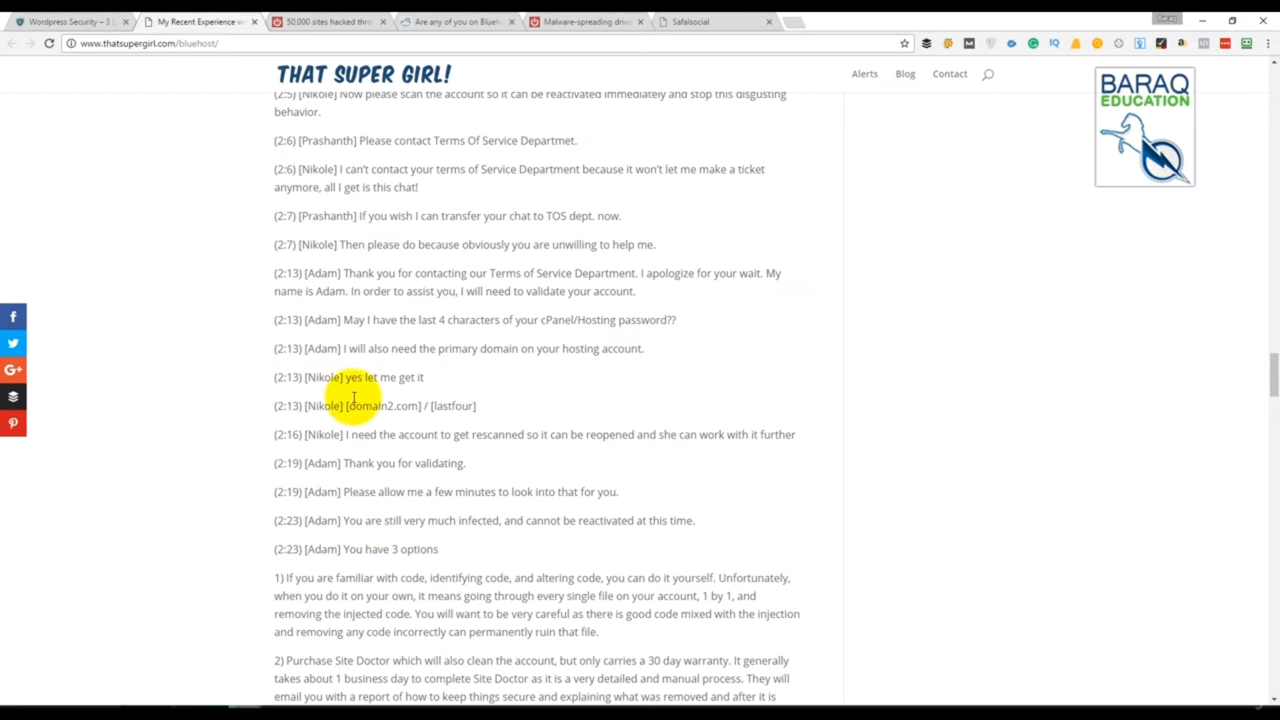 Wordpress Security – 3 L
My Recent Experience w
50,000 sites hacked thro
Are any of you on Blueh
Malware-spreading drive
Safalsocial
Baraq
www.thatsupergirl.com/bluehost/
THAT SUPER GIRL!
Alerts
Blog
Contact
BARAQ
EDUCATION
(2:5) [Nikole] Now please scan the account so it can be reactivated immediately and stop this disgusting
behavior.
(2:6) [Prashanth] Please contact Terms Of Service Departmet.
(2:6) [Nikole] I can't contact your terms of Service Department because it won't let me make a ticket
anymore, all I get is this chat!
(2:7) [Prashanth] If you wish I can transfer your chat to TOS dept. now.
(2:7) [Nikole] Then please do because obviously you are unwilling to help me.
(2:13) [Adam] Thank you for contacting our Terms of Service Department. I apologize for your wait. My
name is Adam. In order to assist you, I will need to validate your account.
(2:13) [Adam] May I have the last 4 characters of your cPanel/Hosting password??
(2:13) [Adam] I will also need the primary domain on your hosting account.
(2:13) [Nikole] yes let me get it
(2:13) [Nikole] [domain2.com] / [lastfour]
(2:16) [Nikole] I need the account to get rescanned so it can be reopened and she can work with it further
(2:19) [Adam] Thank you for validating.
(2:19) [Adam] Please allow me a few minutes to look into that for you.
(2:23) [Adam] You are still very much infected, and cannot be reactivated at this time.
(2:23) [Adam] You have 3 options
1) If you are familiar with code, identifying code, and altering code, you can do it yourself. Unfortunately,
when you do it on your own, it means going through every single file on your account, 1 by 1, and
removing the injected code. You will want to be very careful as there is good code mixed with the injection
and removing any code incorrectly can permanently ruin that file.
2) Purchase Site Doctor which will also clean the account, but only carries a 30 day warranty. It generally
takes about 1 business day to complete Site Doctor as it is a very detailed and manual process. They will
email you with a report of how to keep things secure and explaining what was removed and after it is